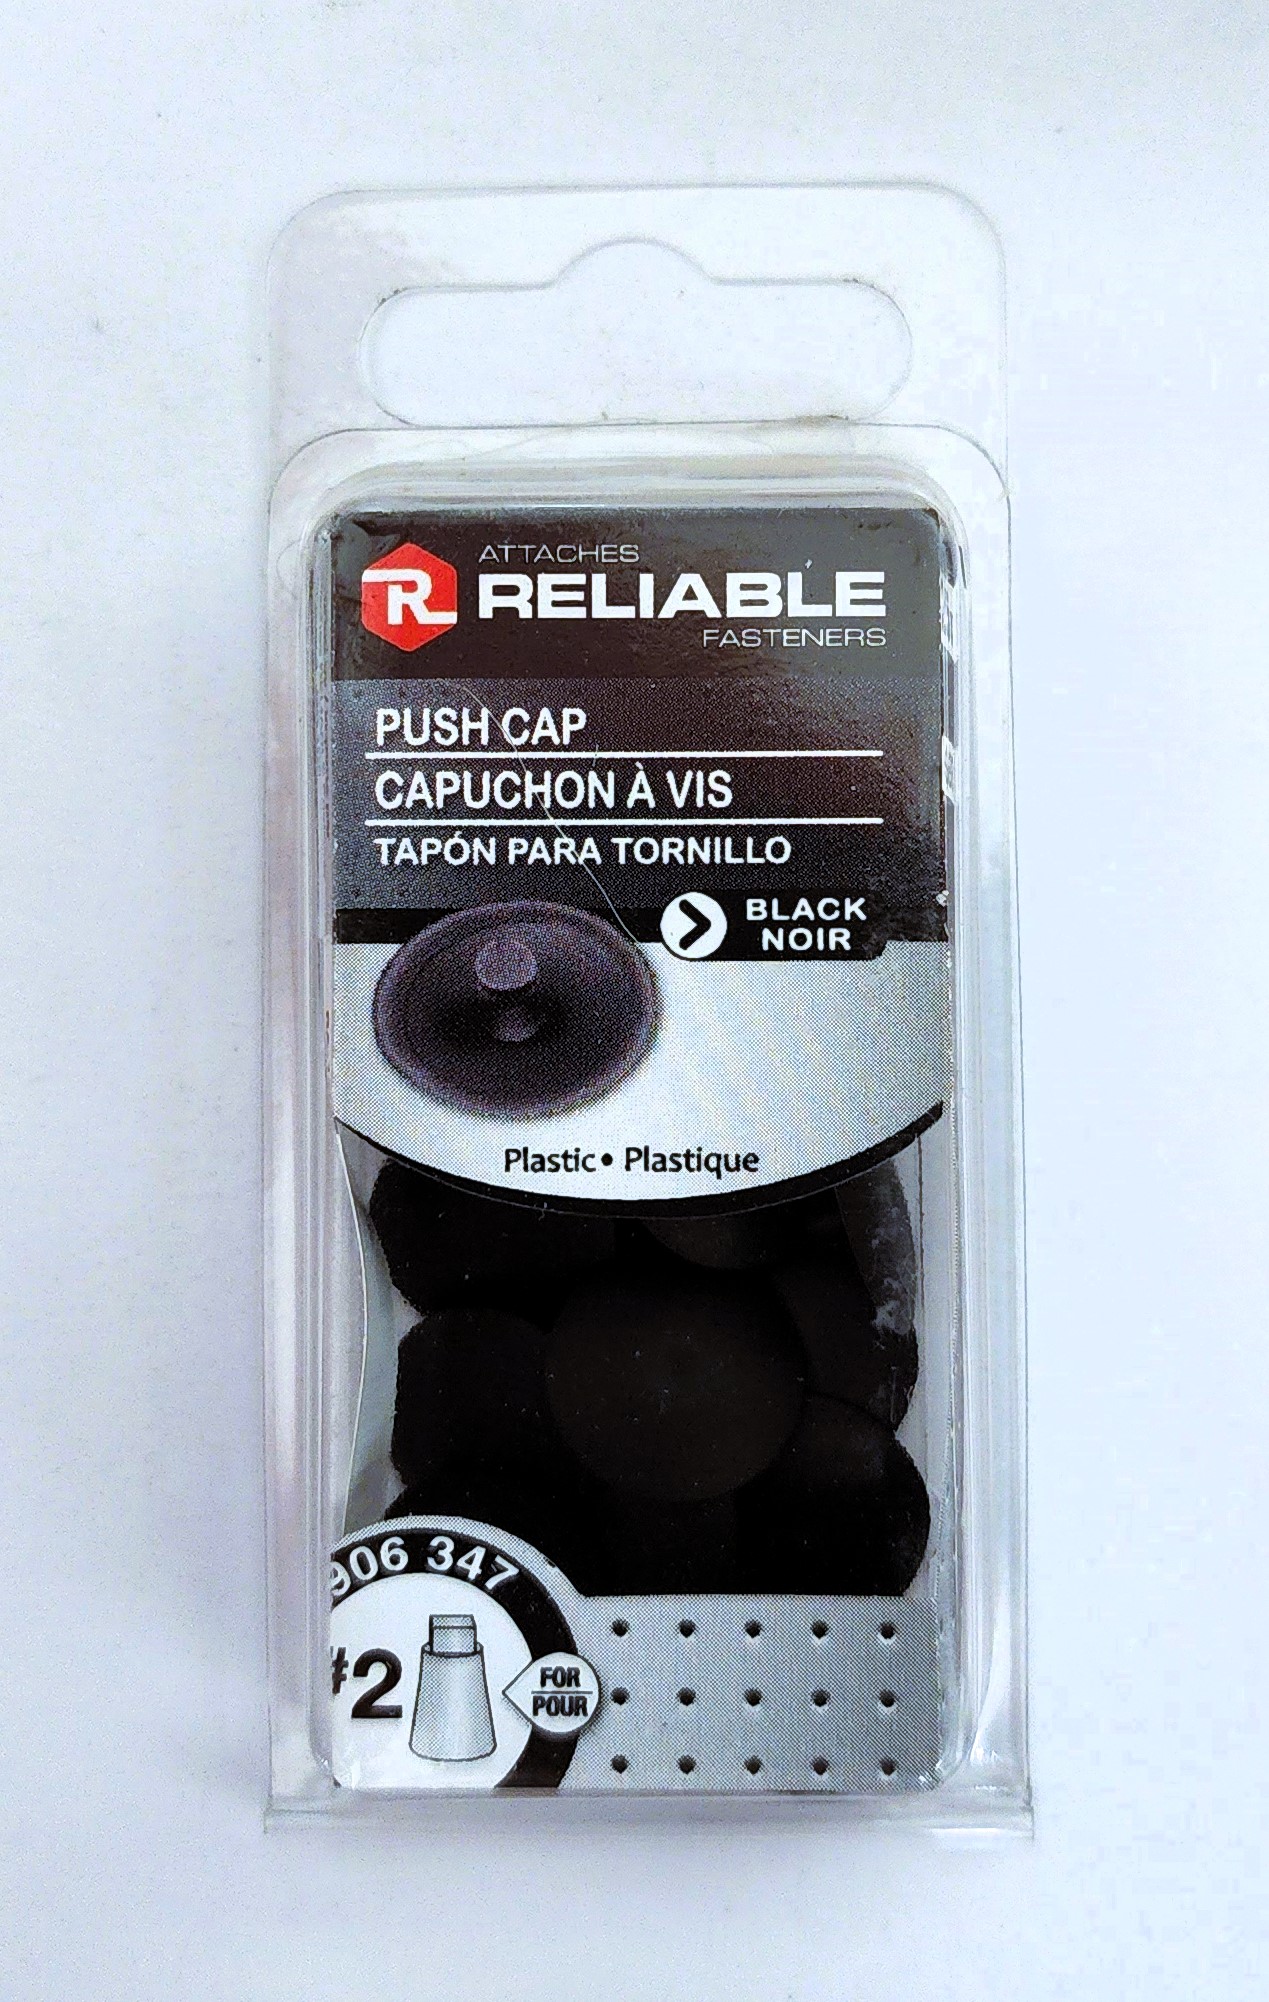 ATTACHES
R RELIABLE
FASTENERS
PUSH CAP
CAPUCHON À VIS
TAPÓN PARA TORNILLO
BLACK
NOIR
Plastic • Plastique
906 347
#2
FOR
POUR